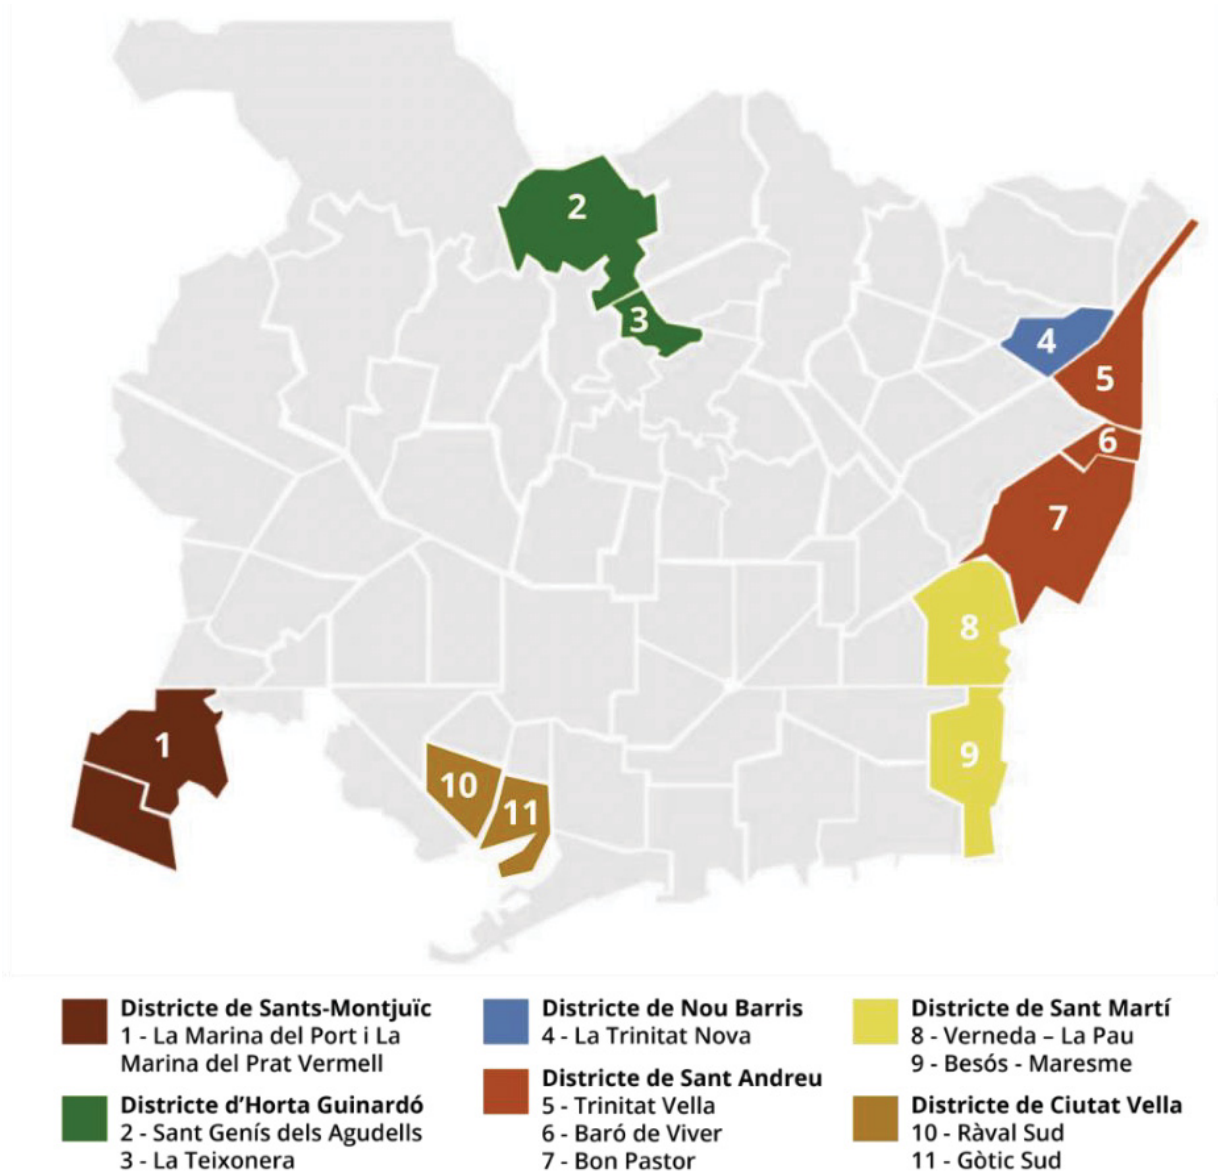 2
3
4
5
6
7
8
1
9
10
11
Districte de Sants-Montjuïc
1 - La Marina del Port i La
Marina del Prat Vermell
Districte d'Horta Guinardó
2 - Sant Genís dels Agudells
3 - La Teixonera
Districte de Nou Barris
4 - La Trinitat Nova
Districte de Sant Andreu
5 - Trinitat Vella
6 - Baró de Viver
7 - Bon Pastor
Districte de Sant Martí
8 - Verneda – La Pau
9 - Besós - Maresme
Districte de Ciutat Vella
10 - Ràval Sud
11 - Gòtic Sud